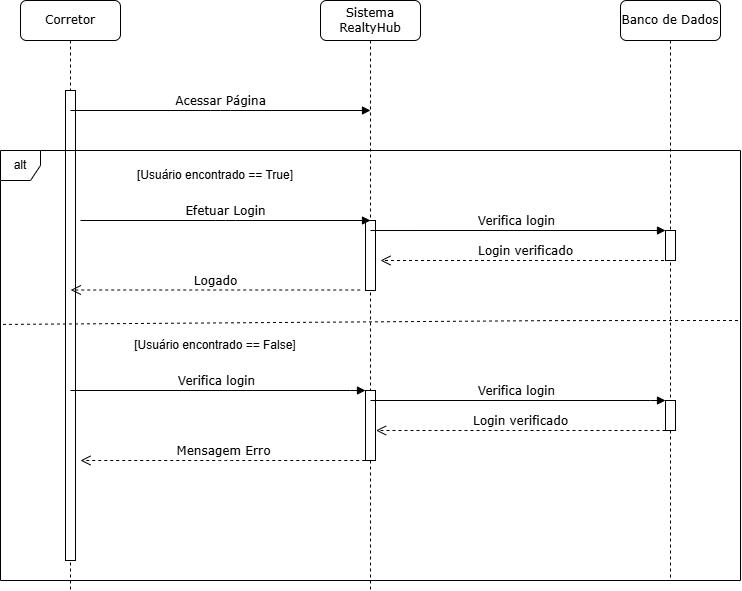 Corretor
Sistema
RealtyHub
Banco de Dados
Acessar Página
alt
[Usuário encontrado == True]
Efetuar Login
Verifica login
Login verificado
Logado
[Usuário encontrado == False]
Verifica login
Verifica login
Login verificado
Mensagem Erro